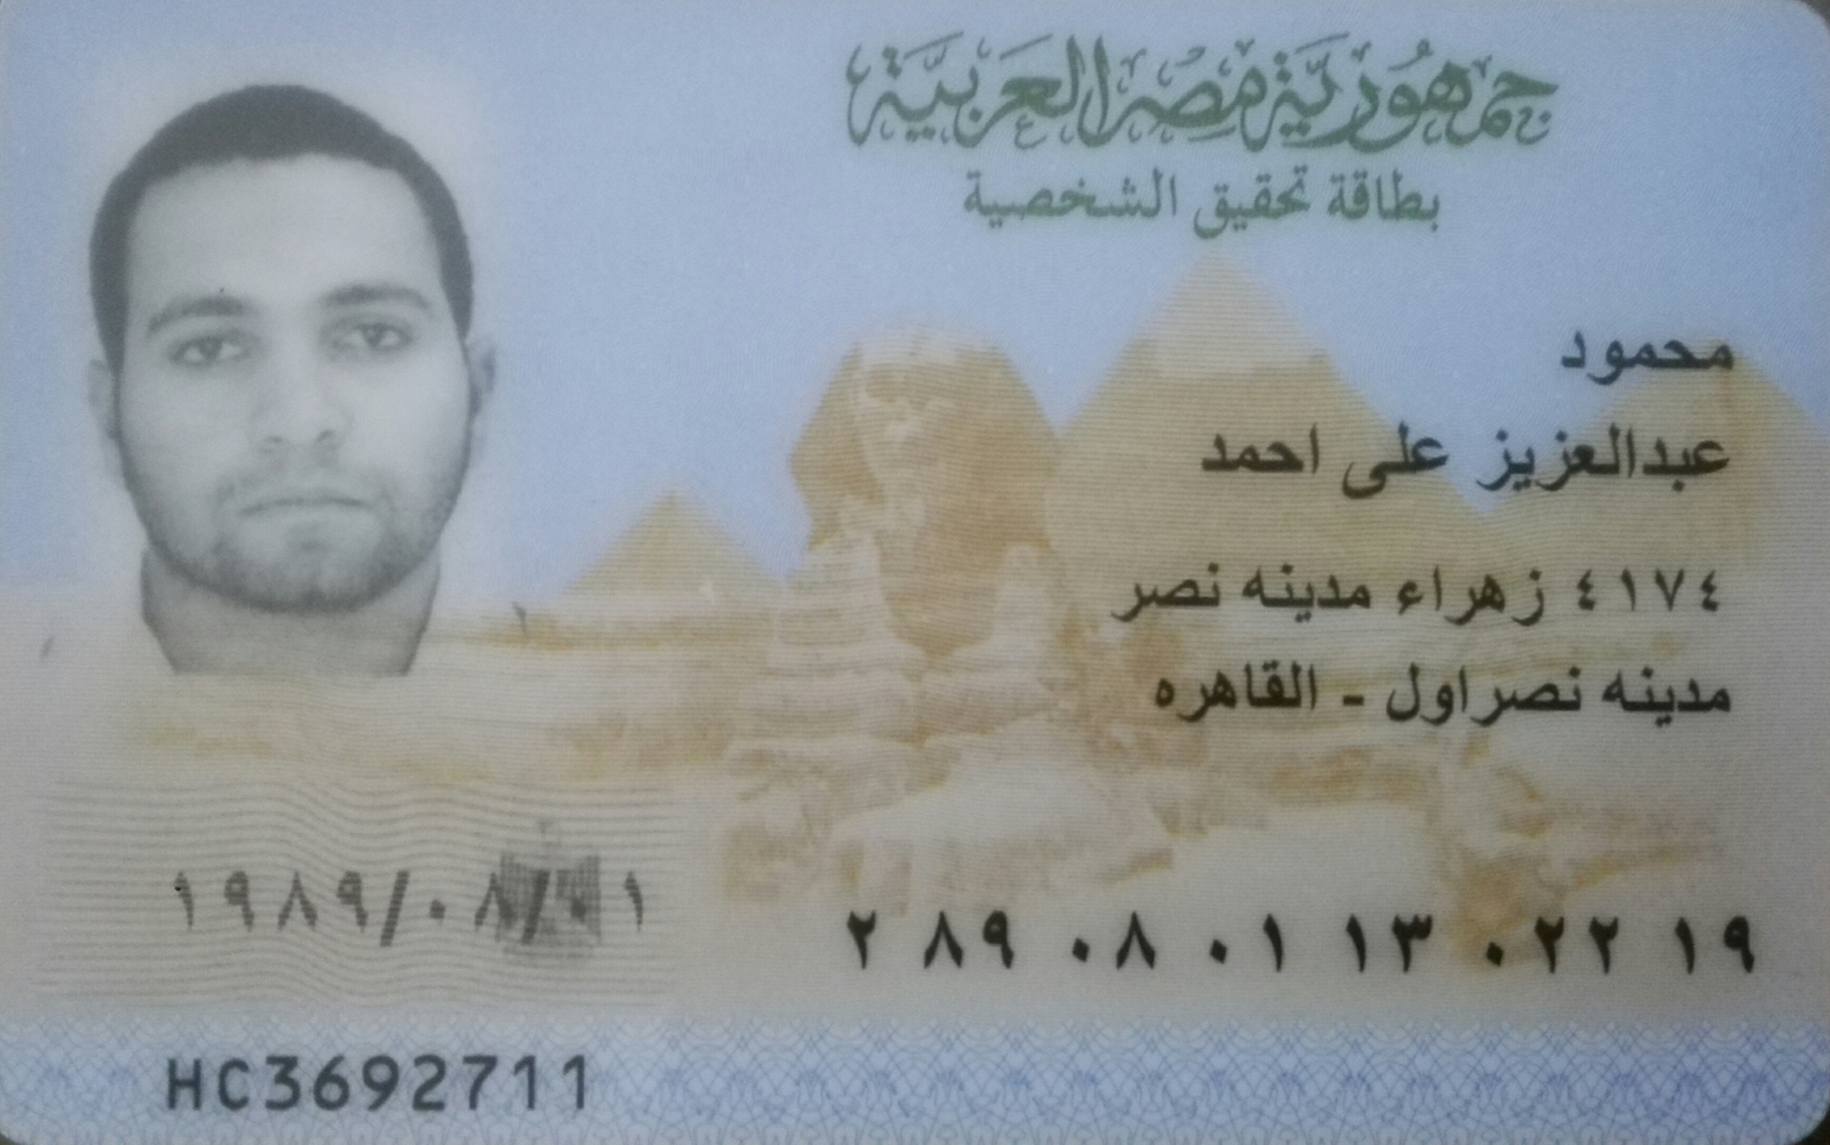 جمهورية مصر العربية
بطاقة تحقيق الشخصية
محمود
عبدالعزيز على احمد
٤١٧٤ زهراء مدينه نصر
مدينه نصراول - القاهره
١٩٨٩/٠٨/٠١
٢ ٨٩ ٠٨ ٠١ ١٣ ٠٢٢ ١٩
HC3692711